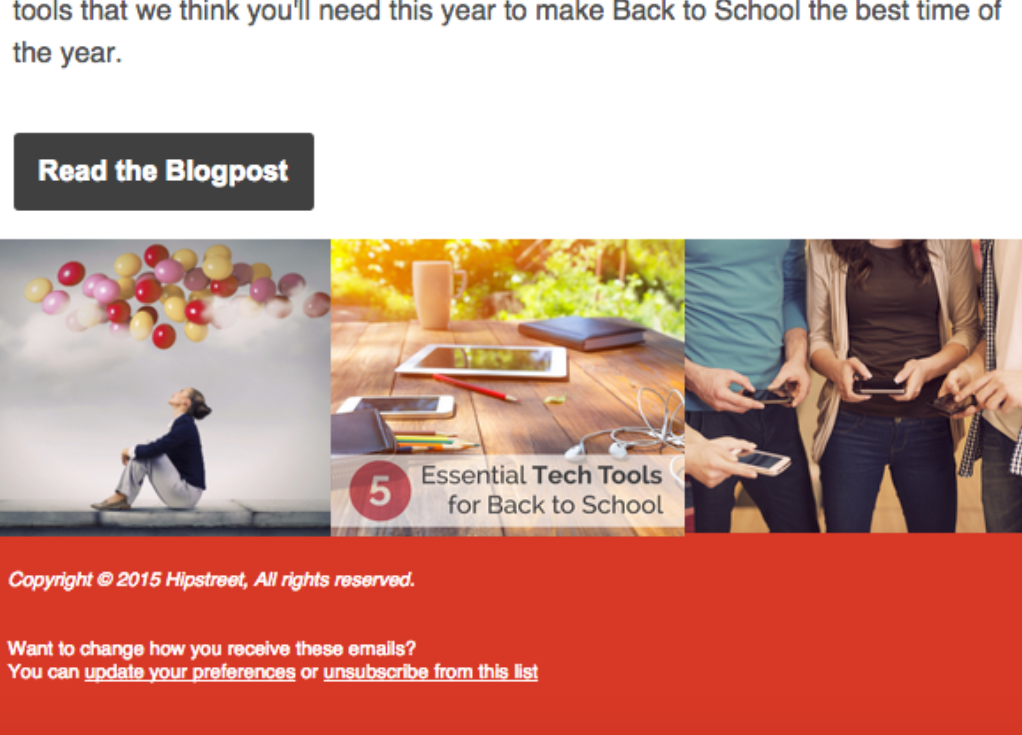 tools that we think you'll need this year to make Back to School the best time of
the year.
Read the Blogpost
5
Essential Tech Tools
for Back to School
Copyright © 2015 Hipstreet, All rights reserved.
Want to change how you receive these emails?
You can update your preferences or unsubscribe from this list